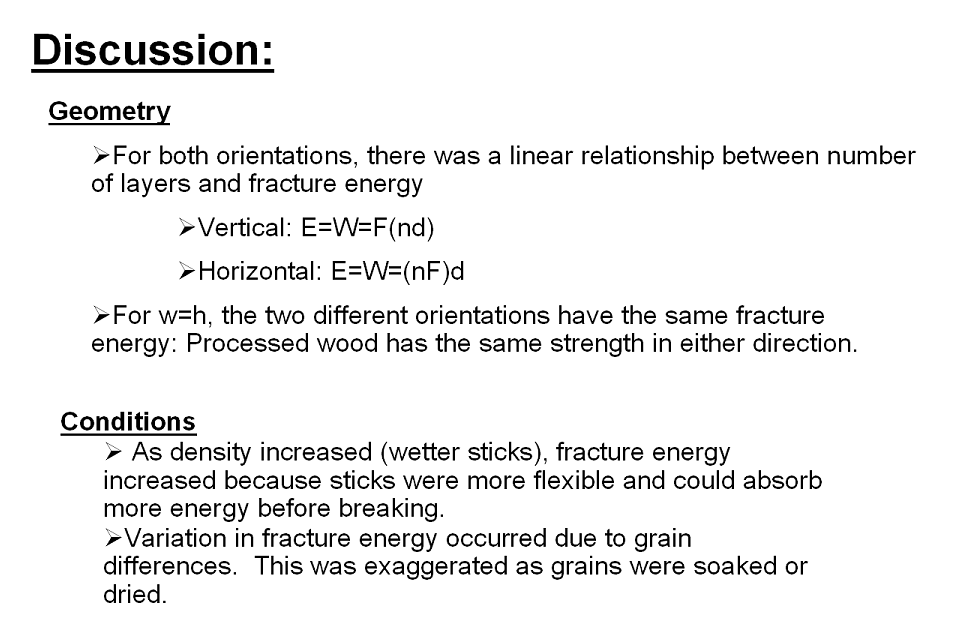 Discussion:
Geometry
➢For both orientations, there was a linear relationship between number
of layers and fracture energy
➢Vertical: E=W=F(nd)
➢Horizontal: E=W=(nF)d
➢For w=h, the two different orientations have the same fracture
energy: Processed wood has the same strength in either direction.
Conditions
➢ As density increased (wetter sticks), fracture energy
increased because sticks were more flexible and could absorb
more energy before breaking.
➢Variation in fracture energy occurred due to grain
differences.  This was exaggerated as grains were soaked or
dried.